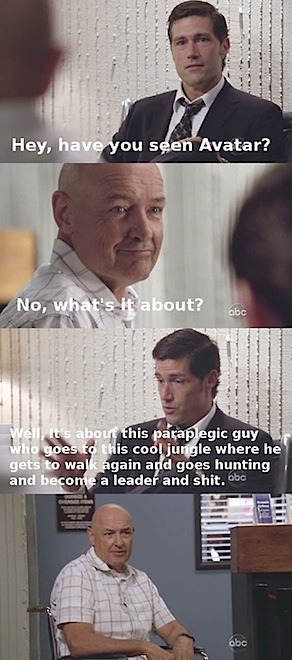 Hey, have you seen Avatar?
No, what's it about?
abc
Well, It's about this paraplegic guy
who goes to this cool jungle where he
gets to walk again and goes hunting
and become a leader and shit.
abc
OVERSIZE ITEMS
abc